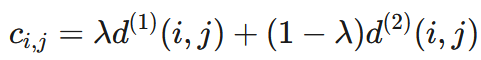 c_{i,j} = λd^{(1)}(i, j) + (1 − λ)d^{(2)}(i, j)